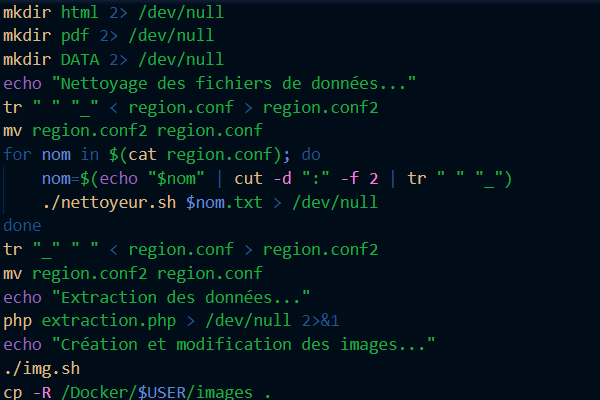 mkdir html 2> /dev/null
mkdir pdf 2> /dev/null
mkdir DATA 2> /dev/null
echo "Nettoyage des fichiers de données..."
tr " " "_" < region.conf > region.conf2
mv region.conf2 region.conf
for nom in $(cat region.conf); do
    nom=$(echo "$nom" | cut -d ":" -f 2 | tr " " "_")
    ./nettoyeur.sh $nom.txt > /dev/null
done
tr "_" " " < region.conf > region.conf2
mv region.conf2 region.conf
echo "Extraction des données..."
php extraction.php > /dev/null 2>&1
echo "Création et modification des images..."
./img.sh
cp -R /Docker/$USER/images .